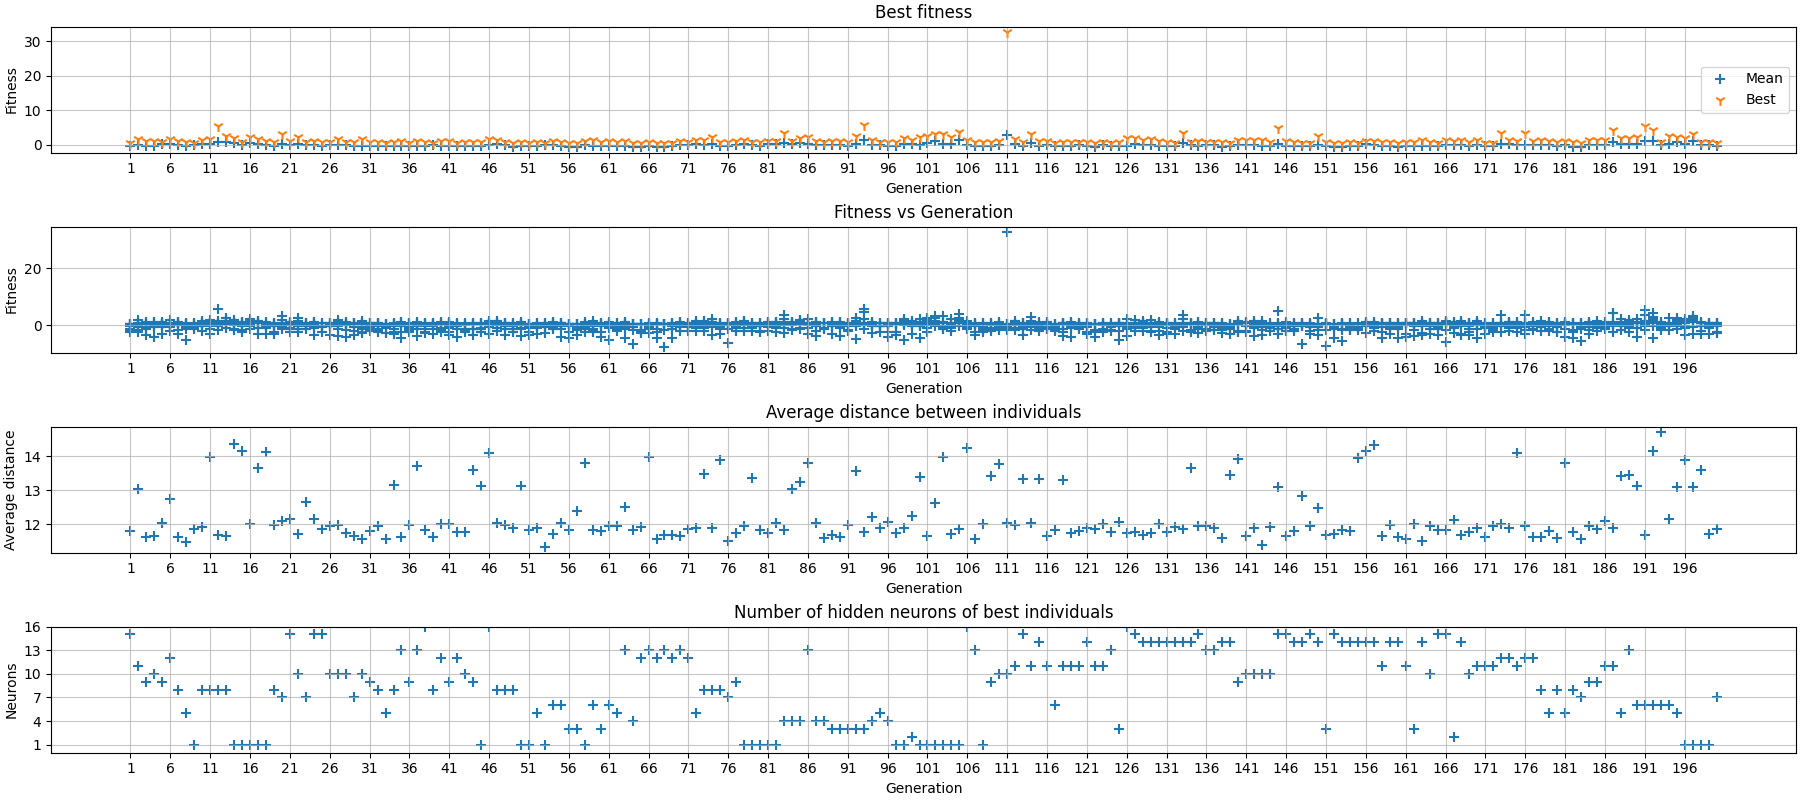 Best fitness
Fitness
30
20
10
0
Mean
Best
1 6 11 16 21 26 31 36 41 46 51 56 61 66 71 76 81 86 91 96 101 106 111 116 121 126 131 136 141 146 151 156 161 166 171 176 181 186 191 196
Generation
Fitness vs Generation
Fitness
20
0
1 6 11 16 21 26 31 36 41 46 51 56 61 66 71 76 81 86 91 96 101 106 111 116 121 126 131 136 141 146 151 156 161 166 171 176 181 186 191 196
Generation
Average distance between individuals
Average distance
14
13
12
1 6 11 16 21 26 31 36 41 46 51 56 61 66 71 76 81 86 91 96 101 106 111 116 121 126 131 136 141 146 151 156 161 166 171 176 181 186 191 196
Generation
Number of hidden neurons of best individuals
Neurons
16
13
10
7
4
1
1 6 11 16 21 26 31 36 41 46 51 56 61 66 71 76 81 86 91 96 101 106 111 116 121 126 131 136 141 146 151 156 161 166 171 176 181 186 191 196
Generation